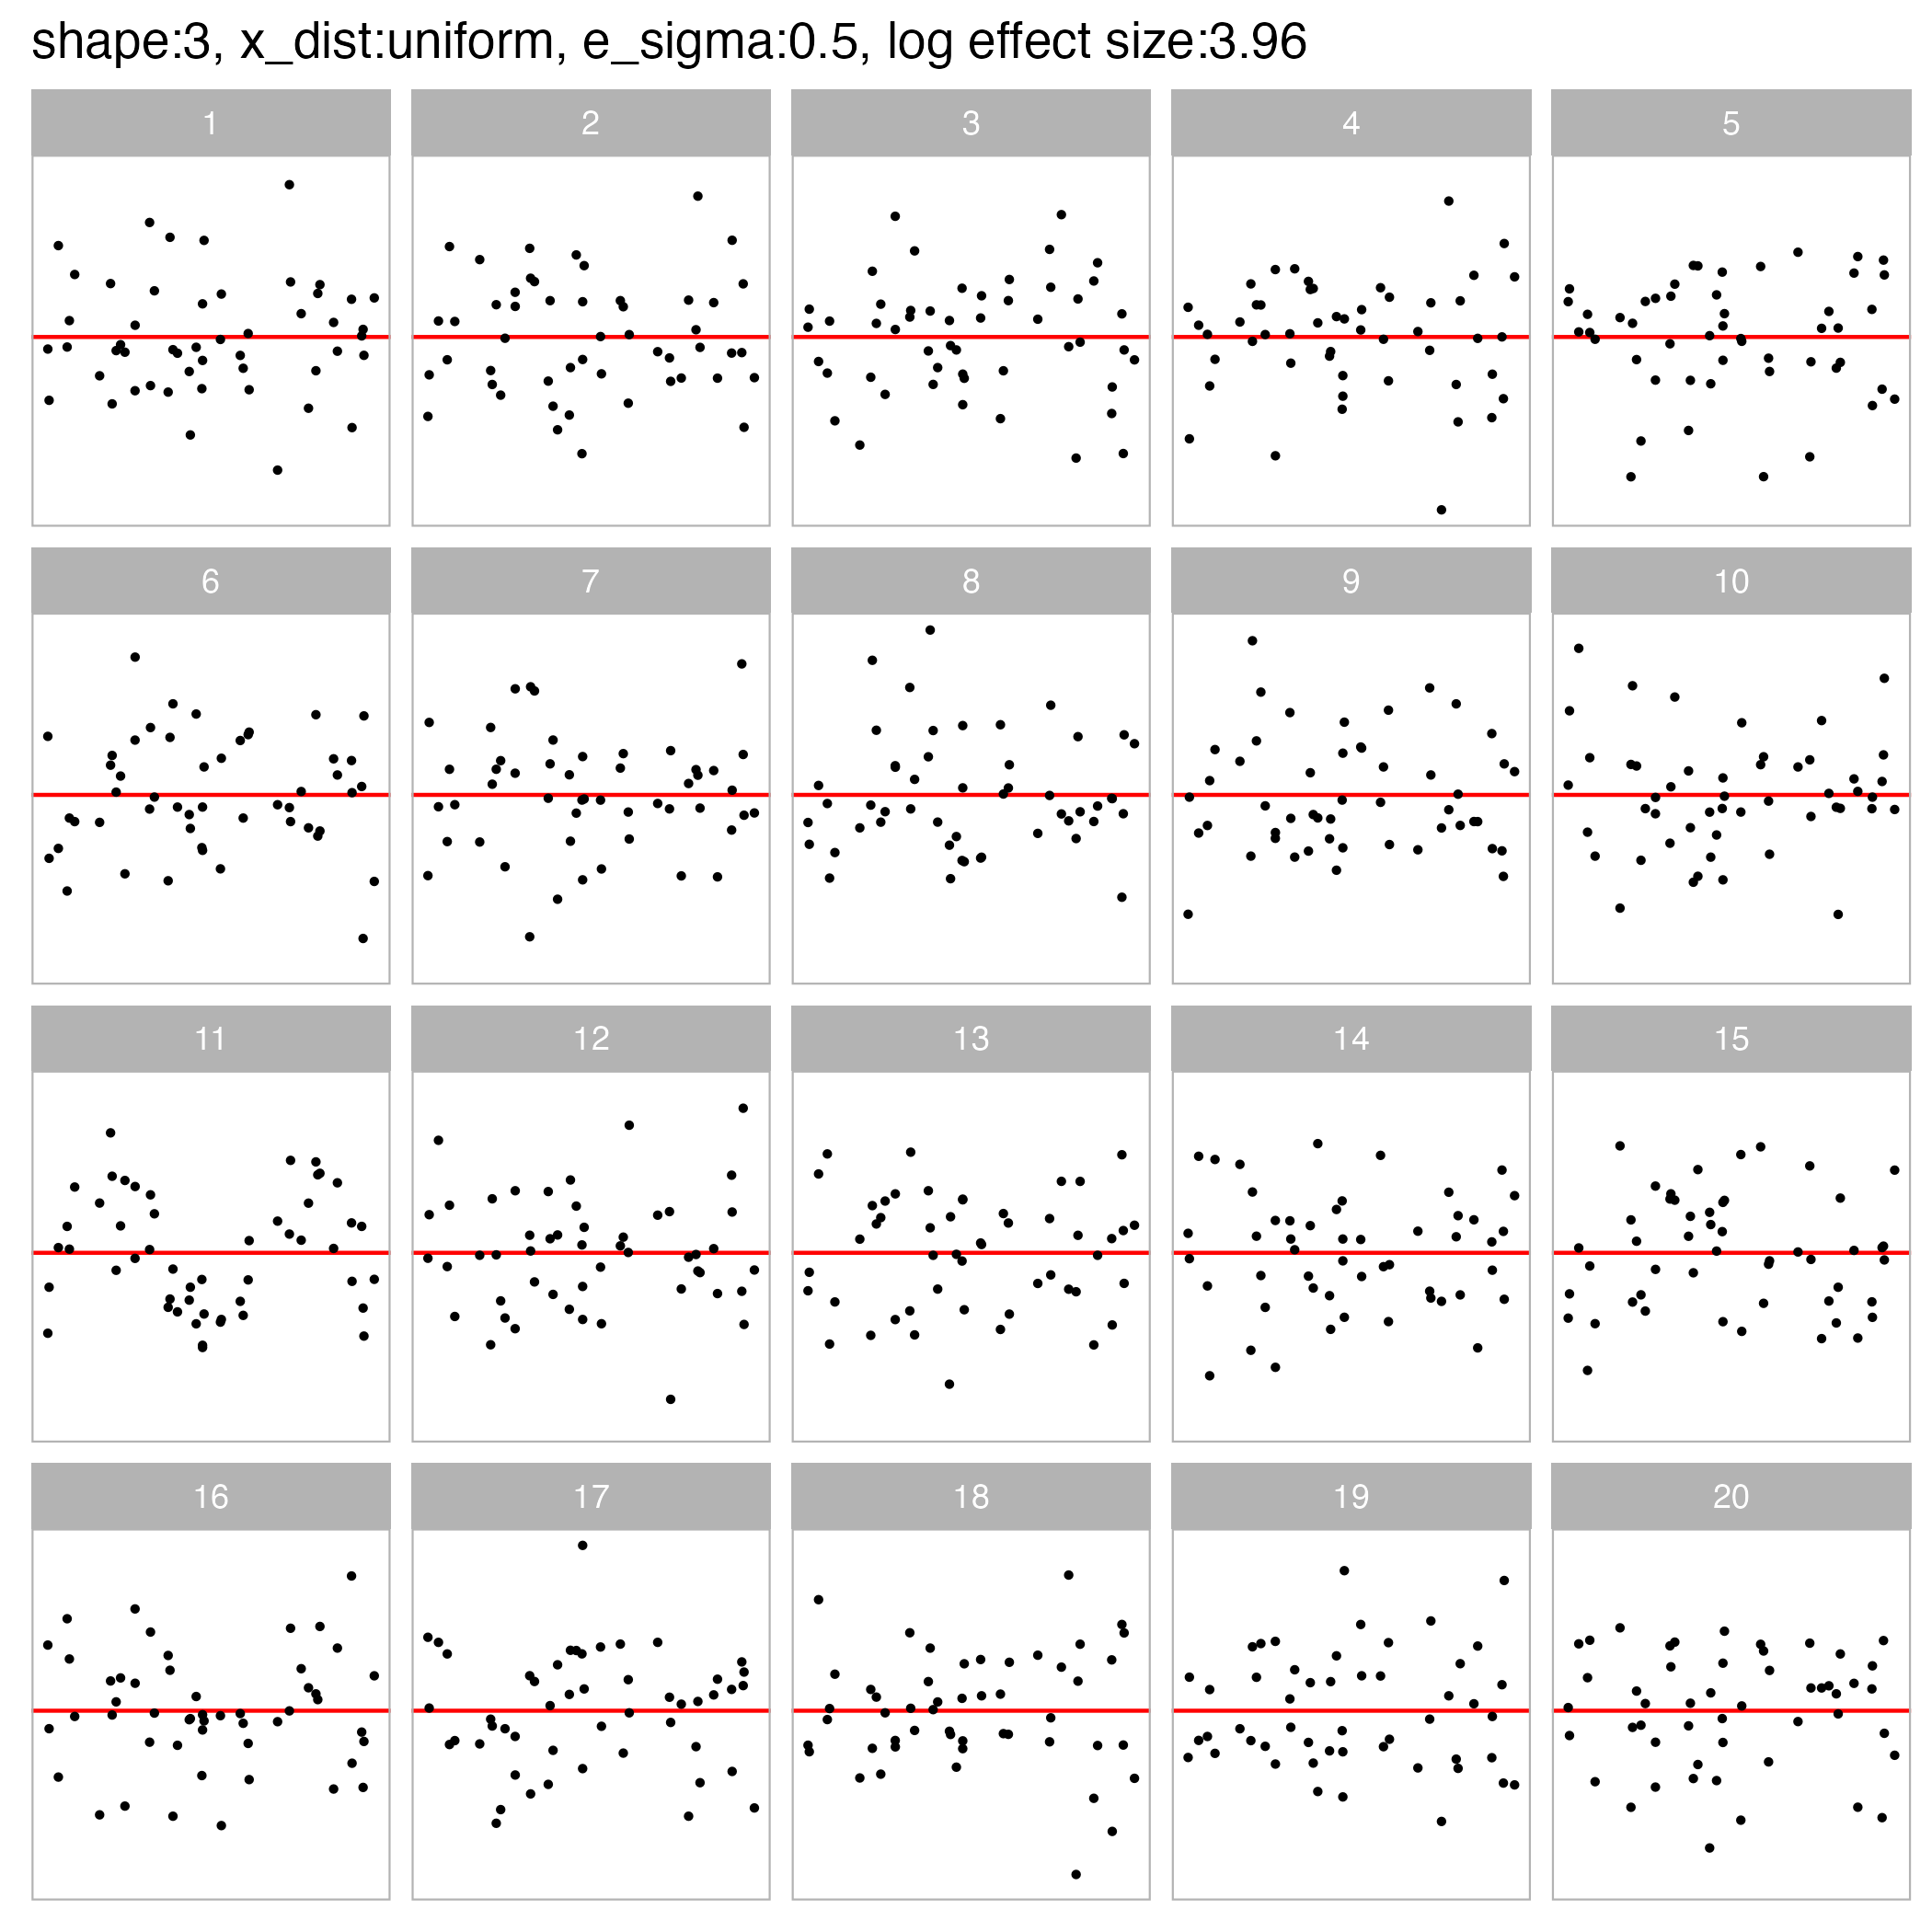 shape:3, x_dist:uniform, e_sigma:0.5, log effect size:3.96
1 2 3 4 5
6 7 8 9 10
11 12 13 14 15
16 17 18 19 20